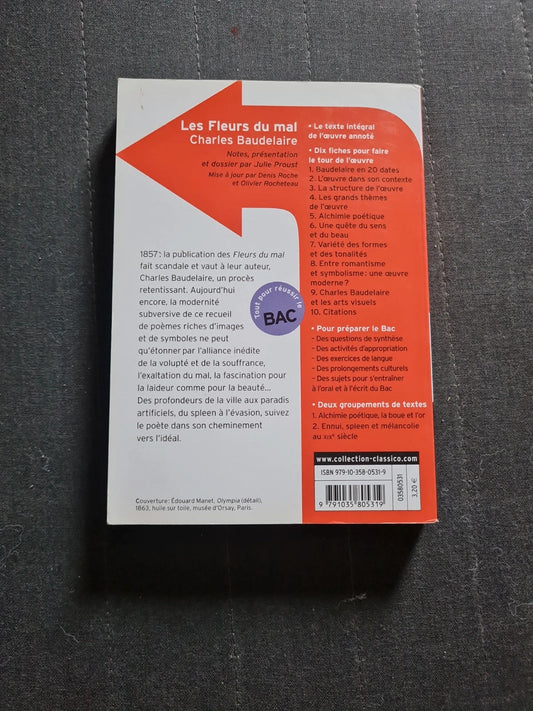 Les Fleurs du mal
Charles Baudelaire
Notes, présentation
et dossier par Julie Proust
Mise à jour par Denis Roche
et Olivier Rocheteau
1857 : la publication des Fleurs du mal
fait scandale et vaut à leur auteur,
Charles Baudelaire, un procès
retentissant. Aujourd'hui
encore, la modernité
subversive de ce recueil
de poèmes riches d'images
et de symboles ne peut
qu'étonner par l'alliance inédite
de la volupté et de la souffrance,
l'exaltation du mal, la fascination pour
la laideur comme pour la beauté...
Des profondeurs de la ville aux paradis
artificiels, du spleen à l'évasion, suivez
le poète dans son cheminement
vers l'idéal.
Tout pour réussir le
BAC
Couverture : Édouard Manet, Olympia (détail),
1863, huile sur toile, musée d'Orsay, Paris.
• Le texte intégral
de l'œuvre annoté
• Dix fiches pour faire
le tour de l'œuvre
1. Baudelaire en 20 dates
2. L'œuvre dans son contexte
3. La structure de l'œuvre
4. Les grands thèmes
de l'œuvre
5. Alchimie poétique
6. Une quête du sens
et du beau
7. Variété des formes
et des tonalités
8. Entre romantisme
et symbolisme : une œuvre
moderne ?
9. Charles Baudelaire
et les arts visuels
10. Citations
• Pour préparer le Bac
- Des questions de synthèse
- Des activités d'appropriation
- Des exercices de langue
- Des prolongements culturels
- Des sujets pour s'entraîner
à l'oral et à l'écrit du Bac
• Deux groupements de textes
1. Alchimie poétique, la boue et l'or
2. Ennui, spleen et mélancolie
au XIXe siècle
www.collection-classico.com
ISBN 979-10-358-0531-9
9 791035 805319
03580531
3,20 €